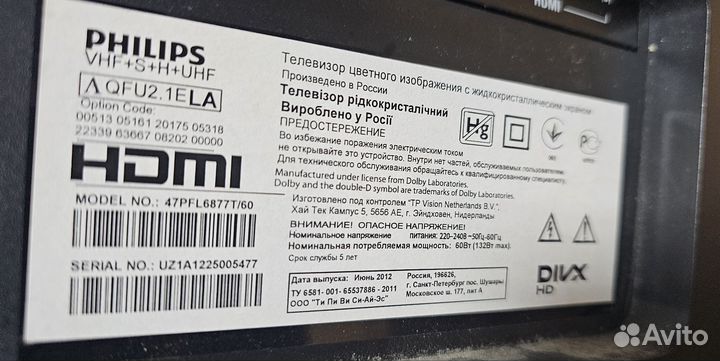 HDMI
PHILIPS
VHF+S+H+UHF
QFU2.1ELA
Option Code:
00513 05161 20175 05318
22339 63667 08202 00000
HDMI
MODEL NO.: 47PFL6877T/60
SERIAL NO.: UZ1A1225005477
Телевизор цветного изображения с жидкокристаллическим экраном
Произведено в России
Телевізор рідкокристалічний
Вироблено у Росії
ПРЕДОСТЕРЕЖЕНИЕ
Во избежание поражения электрическим током
не открывайте это устройство. Внутри нет частей, обслуживаемых пользователем.
Для технического обслуживания обращайтесь к квалифицированному специалисту.
Manufactured under license from Dolby Laboratories.
Dolby and the double-D symbol are trademarks of Dolby Laboratories.
Изготовлено под контролем "TP Vision Netherlands B.V.",
Хай Тек Кампус 5, 5656 AE, г. Эйндховен, Нидерланды
ВНИМАНИЕ! ОПАСНОЕ НАПРЯЖЕНИЕ!
Номинальное напряжение питания: 220-240В ~50Гц-60Гц
Номинальная потребляемая мощность: 60Вт (132Вт max).
Срок службы 5 лет
Дата выпуска: Июнь 2012
ТУ 6581- 001- 65537886 - 2011
ООО "Ти Пи Ви Си-Ай-Эс"
Россия, 196626,
г. Санкт-Петербург пос. Шушары
Московское ш. 177, лит А
Hg
DIVX
HD
Avito